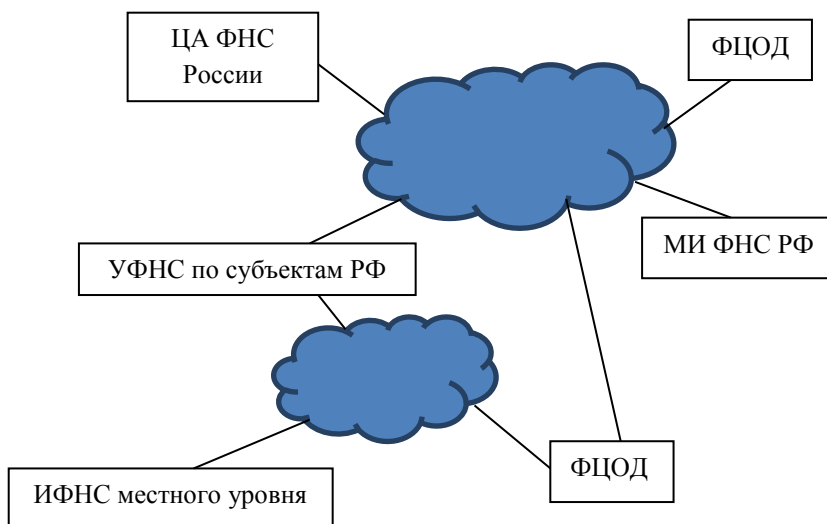 ЦА ФНС
России
ФЦОД
МИ ФНС РФ
УФНС по субъектам РФ
ФЦОД
ИФНС местного уровня